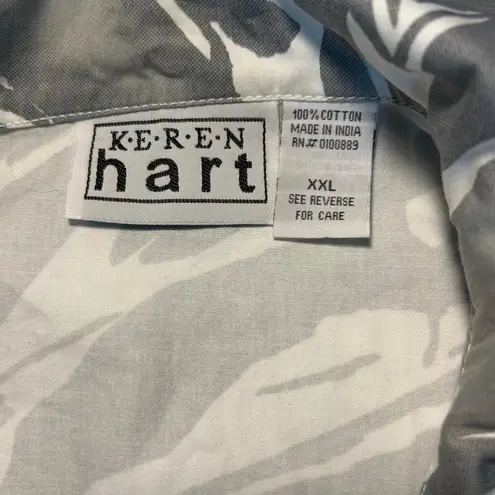 K·E·R·E·N
hart
100% COTTON
MADE IN INDIA
RN# 0100889
XXL
SEE REVERSE
FOR CARE